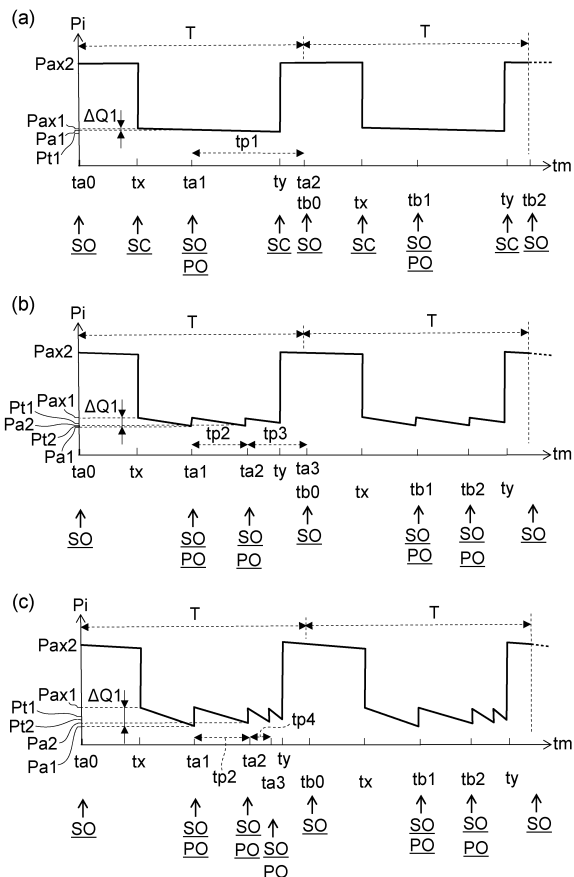 (a)
Pi
T T
Pax2
Pax1
ΔQ1
Pa1
Pt1
tp1
tm
ta0 tx ta1 ty ta2 tx tb1 ty tb2
tb0
SO SC SO SC SO SC SO SC SO
PO PO
(b)
Pi
T T
Pax2
Pax1
Pt1 ΔQ1
Pa2
Pt2
Pa1
tp2 tp3
tm
ta0 tx ta1 ta2 ty ta3
tb0 tx tb1 tb2 ty
SO SO SO SO SO SO SO
PO PO PO PO
(c)
Pi
T T
Pax2
Pax1
Pt1 ΔQ1
Pt2
Pa2
Pa1
tp4
tp2
tm
ta0 tx ta1 ta2 ty tb0 tx tb1 tb2 ty
ta3
SO SO SO SO SO SO SO
PO PO SO PO PO
PO